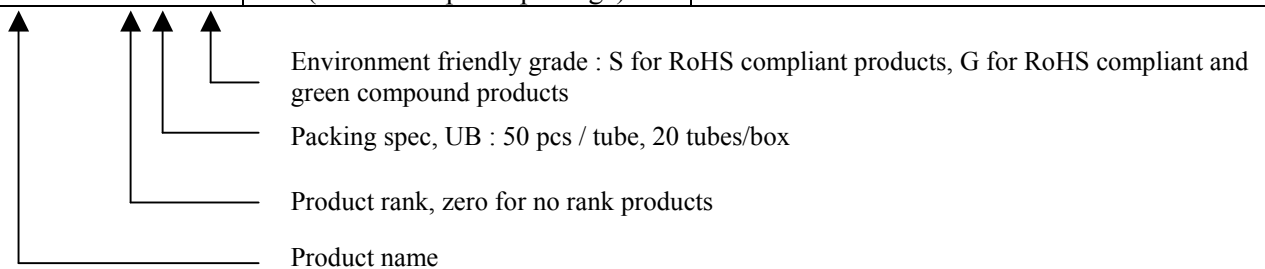 Environment friendly grade : S for RoHS compliant products, G for RoHS compliant and
green compound products
Packing spec, UB : 50 pcs / tube, 20 tubes/box
Product rank, zero for no rank products
Product name